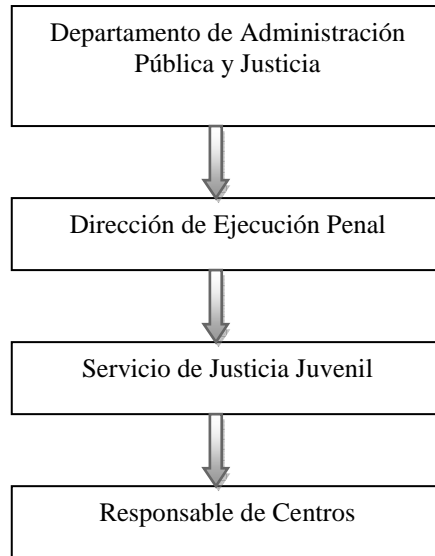 Departamento de Administración
Pública y Justicia
Dirección de Ejecución Penal
Servicio de Justicia Juvenil
Responsable de Centros